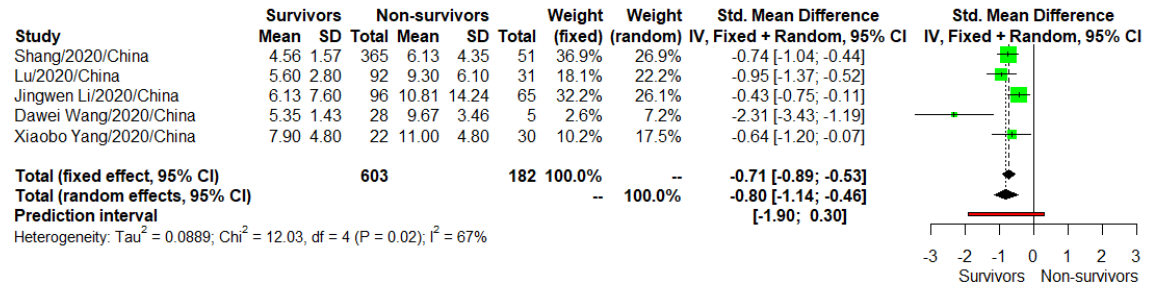 Survivors Non-survivors Weight Weight Std. Mean Difference Std. Mean Difference
Study Mean SD Total Mean SD Total (fixed) (random) IV, Fixed + Random, 95% CI IV, Fixed + Random, 95% CI
Shang/2020/China 4.56 1.57 365 6.13 4.35 51 36.9% 26.9% -0.74 [-1.04; -0.44]
Lu/2020/China 5.60 2.80 92 9.30 6.10 31 18.1% 22.2% -0.95 [-1.37; -0.52]
Jingwen Li/2020/China 6.13 7.60 96 10.81 14.24 65 32.2% 26.1% -0.43 [-0.75; -0.11]
Dawei Wang/2020/China 5.35 1.43 28 9.67 3.46 5 2.6% 7.2% -2.31 [-3.43; -1.19]
Xiaobo Yang/2020/China 7.90 4.80 22 11.00 4.80 30 10.2% 17.5% -0.64 [-1.20; -0.07]
Total (fixed effect, 95% CI) 603 182 100.0% -- -0.71 [-0.89; -0.53]
Total (random effects, 95% CI) -- 100.0% -0.80 [-1.14; -0.46]
Prediction interval [-1.90; 0.30]
Heterogeneity: Tau² = 0.0889; Chi² = 12.03, df = 4 (P = 0.02); I² = 67%
-3 -2 -1 0 1 2 3
Survivors Non-survivors